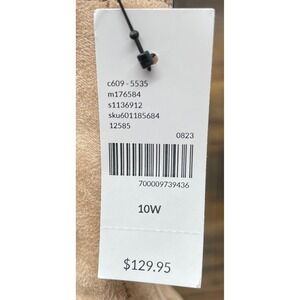 c609 - 5535
m176584
s1136912
sku601185684
12585
0823
700009739436
10W
$129.95